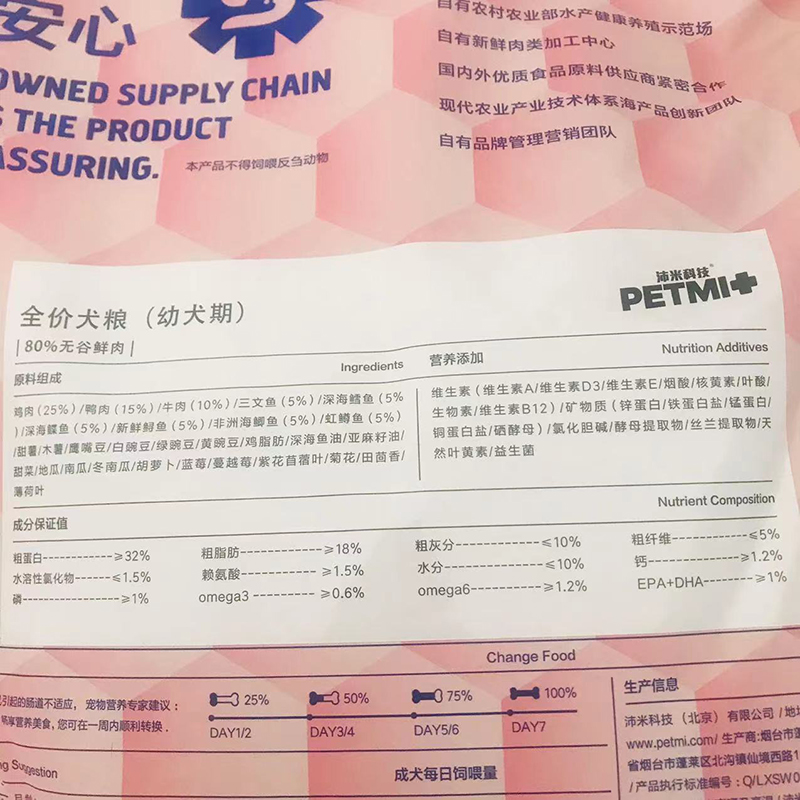 安心
OWNED SUPPLY CHAIN
THE PRODUCT
ASSURING.
本产品不得饲喂反刍动物
自有农村农业部水产健康养殖示范场
自有新鲜肉类加工中心
国内外优质食品原料供应商紧密合作
现代农业产业技术体系海产品创新团队
自有品牌管理营销团队
全价犬粮（幼犬期）
|80%无谷鲜肉|
沛米科技
PETMI
原料组成 Ingredients
鸡肉（25%）/鸭肉（15%）/牛肉（10%）/三文鱼（5%）/深海鳕鱼（5%
）/深海鲽鱼（5%）/新鲜鲟鱼（5%）/非洲海鲫鱼（5%）/虹鳟鱼（5%）
/甜薯/木薯/鹰嘴豆/白豌豆/绿豌豆/黄豌豆/鸡脂肪/深海鱼油/亚麻籽油/
甜菜/地瓜/南瓜/冬南瓜/胡萝卜/蓝莓/蔓越莓/紫花苜蓿叶/菊花/田茴香/
薄荷叶
营养添加 Nutrition Additives
维生素（维生素A/维生素D3/维生素E/烟酸/核黄素/叶酸/
生物素/维生素B12）/矿物质（锌蛋白/铁蛋白盐/锰蛋白/
铜蛋白盐/硒酵母）/氯化胆碱/酵母提取物/丝兰提取物/天
然叶黄素/益生菌
成分保证值 Nutrient Composition
粗蛋白------------≥32% 粗脂肪--------------≥18% 粗灰分--------------≤10% 粗纤维--------------≤5%
水溶性氯化物------≤1.5% 赖氨酸--------------≥1.5% 水分----------------≤10% 钙----------------≥1.2%
磷------------------≥1% omega3 ----------≥0.6% omega6------------≥1.2% EPA+DHA--------≥1%
Change Food
引起的肠道不适应，宠物营养专家建议：
畅享营养美食，您可在一周内顺利转换．
25% 50% 75% 100%
DAY1/2 DAY3/4 DAY5/6 DAY7
Suggestion
成犬每日饲喂量
生产信息
沛米科技（北京）有限公司 /地
www.petmi.com/ 生产商:烟台市蓬
省烟台市蓬莱区北沟镇仙境西路1
/ 产品执行标准编号：Q/LXSW0